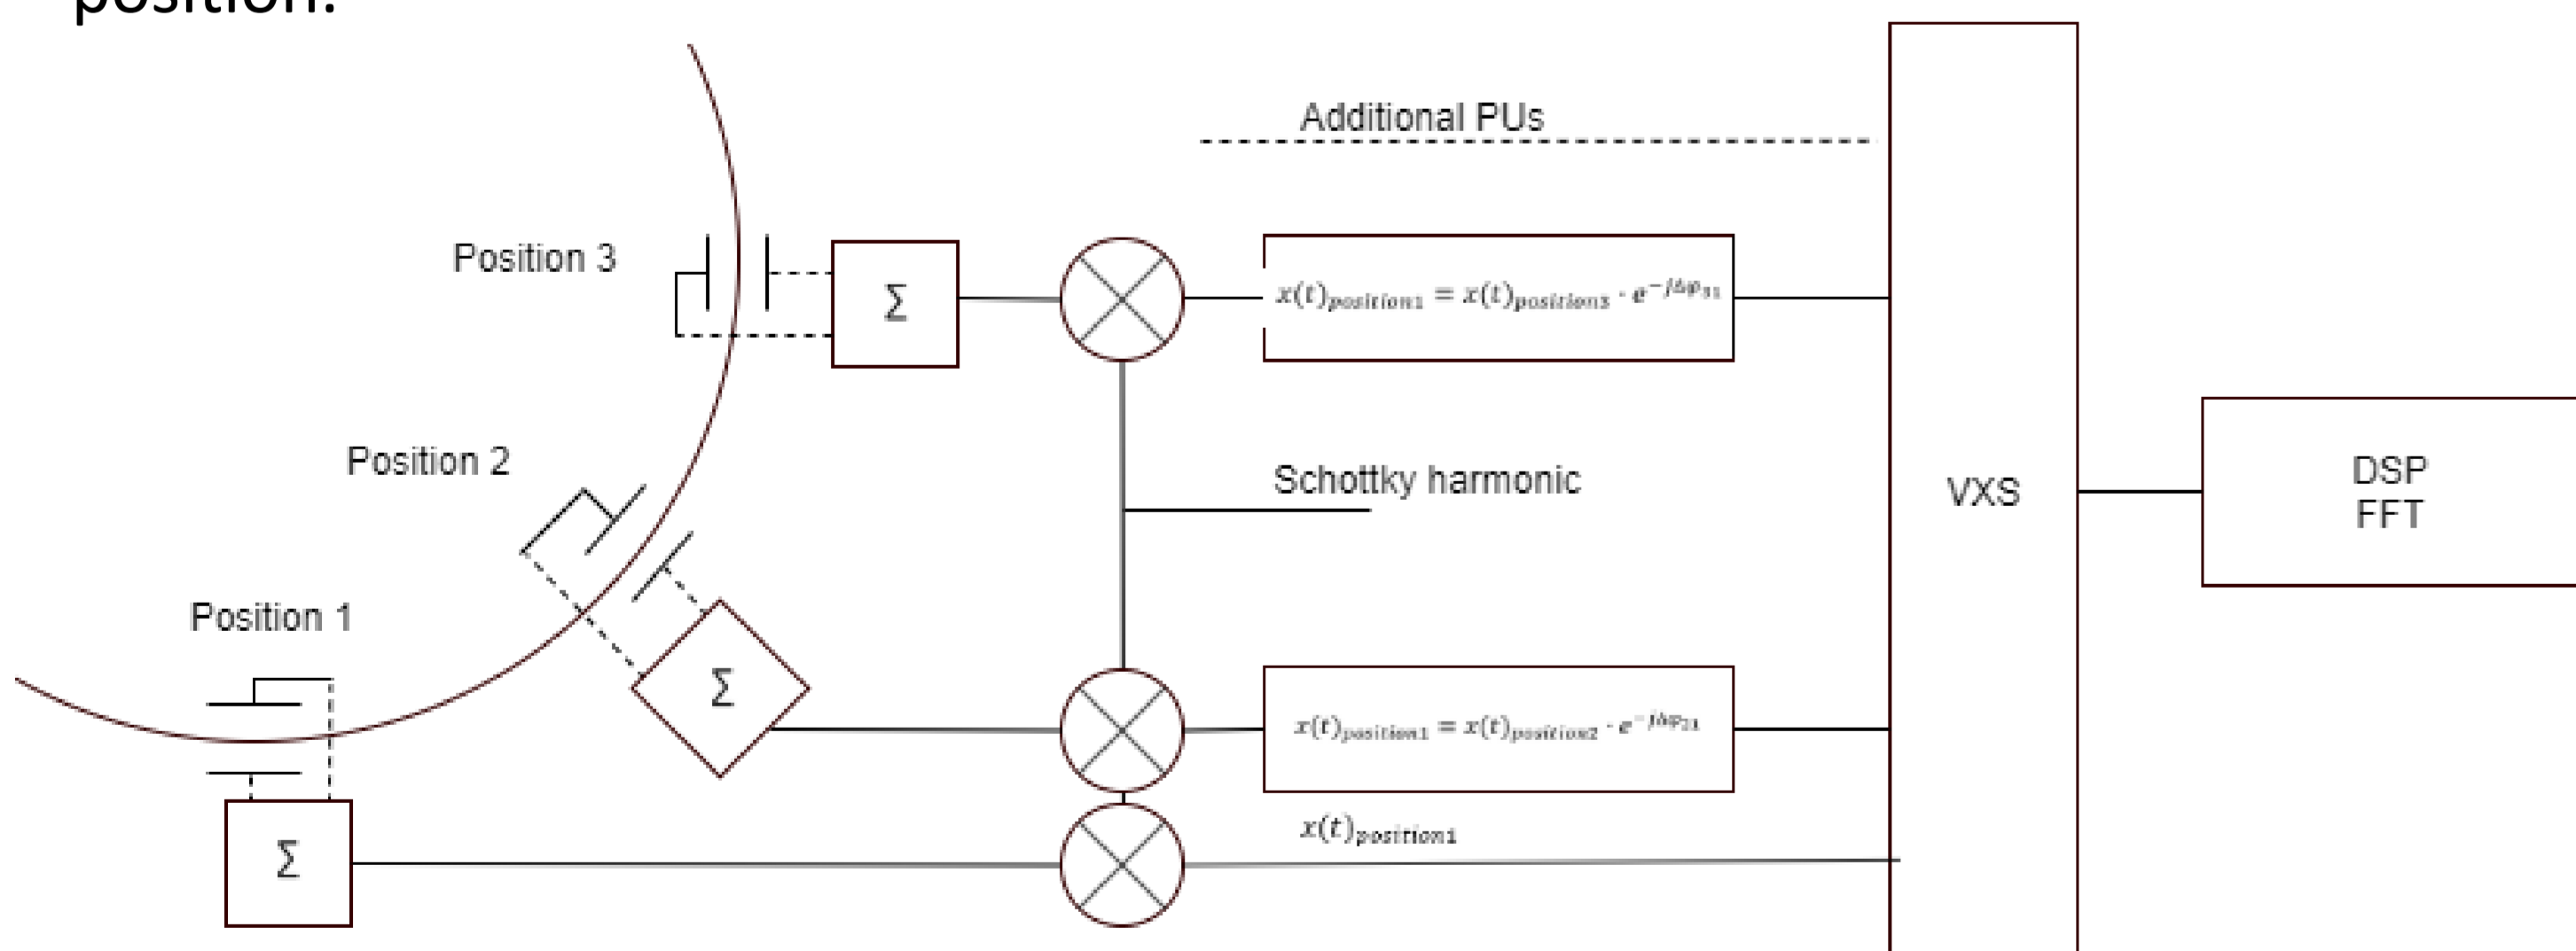 position.
Additional PUs
Position 3
Σ
x(t)position1 = x(t)position3 · e^−jΔφ31
Position 2
Schottky harmonic
VXS
DSP
FFT
Position 1
Σ
x(t)position1 = x(t)position2 · e^−jΔφ21
x(t)position1
Σ